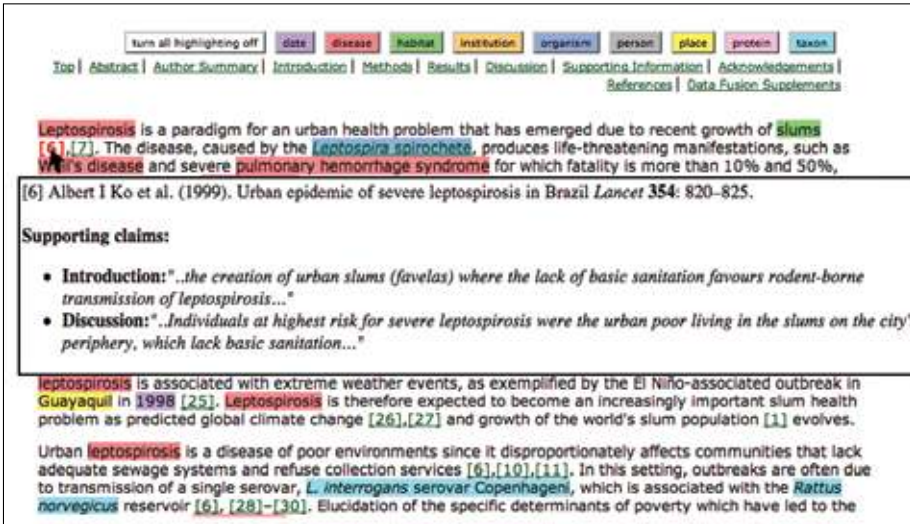 turn all highlighting off date disease habitat institution organism person place protein taxon
Top | Abstract | Author Summary | Introduction | Methods | Results | Discussion | Supporting Information | Acknowledgements |
References | Data Fusion Supplements
Leptospirosis is a paradigm for an urban health problem that has emerged due to recent growth of slums
[6],[7]. The disease, caused by the Leptospira spirochete, produces life-threatening manifestations, such as
Weil's disease and severe pulmonary hemorrhage syndrome for which fatality is more than 10% and 50%,
[6] Albert I Ko et al. (1999). Urban epidemic of severe leptospirosis in Brazil Lancet 354: 820–825.
Supporting claims:
• Introduction:"..the creation of urban slums (favelas) where the lack of basic sanitation favours rodent-borne
transmission of leptospirosis..."
• Discussion:"..Individuals at highest risk for severe leptospirosis were the urban poor living in the slums on the city'
periphery, which lack basic sanitation..."
leptospirosis is associated with extreme weather events, as exemplified by the El Niño-associated outbreak in
Guayaquil in 1998 [25]. Leptospirosis is therefore expected to become an increasingly important slum health
problem as predicted global climate change [26],[27] and growth of the world's slum population [1] evolves.
Urban leptospirosis is a disease of poor environments since it disproportionately affects communities that lack
adequate sewage systems and refuse collection services [6],[10],[11]. In this setting, outbreaks are often due
to transmission of a single serovar, L. interrogans serovar Copenhageni, which is associated with the Rattus
norvegicus reservoir [6], [28]–[30]. Elucidation of the specific determinants of poverty which have led to the